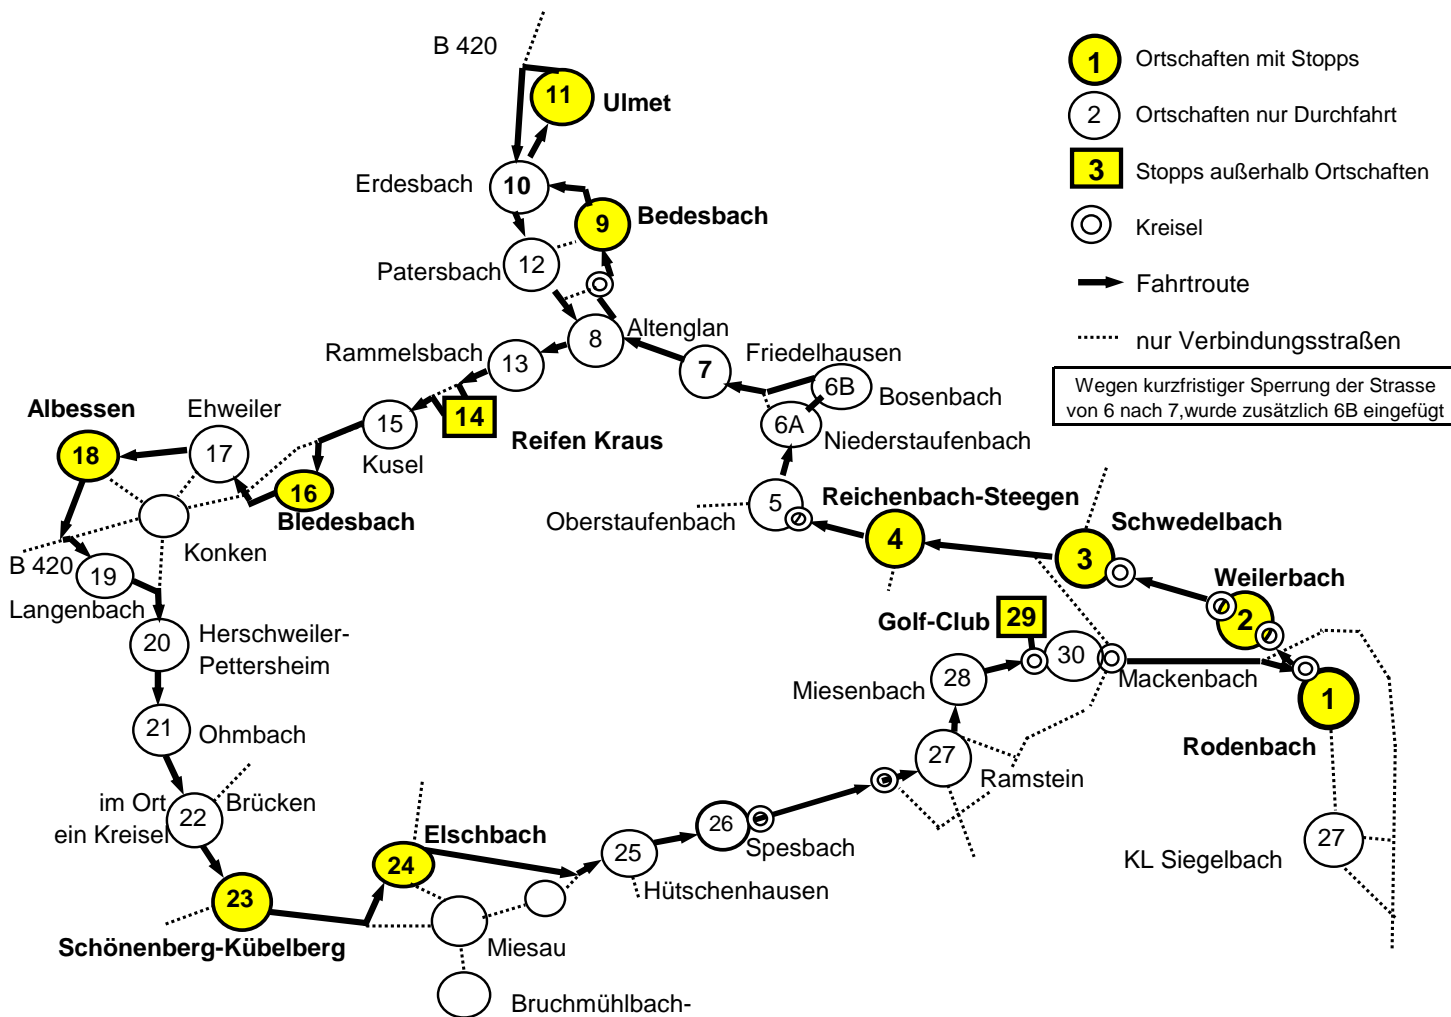 B 420
1 Ortschaften mit Stopps
11 Ulmet
2 Ortschaften nur Durchfahrt
3 Stopps außerhalb Ortschaften
Erdesbach 10
9 Bedesbach
Kreisel
Patersbach 12
Fahrtroute
8 Altenglan
nur Verbindungsstraßen
Rammelsbach 13
7 Friedelhausen
6B Bosenbach
Wegen kurzfristiger Sperrung der Strasse
von 6 nach 7,wurde zusätzlich 6B eingefügt
Albessen Ehweiler
14 Reifen Kraus
15 Kusel
6A Niederstaufenbach
18 17
16 Bledesbach
5 Oberstaufenbach
Reichenbach-Steegen
4
Schwedelbach
3
Konken
B 420
19 Langenbach
Weilerbach
2
Golf-Club 29
20 Herschweiler-
Pettersheim
30 Mackenbach
Miesenbach 28
1 Rodenbach
21 Ohmbach
27 Ramstein
im Ort
ein Kreisel
22 Brücken
Elschbach
24
26 Spesbach
27 KL Siegelbach
25 Hütschenhausen
23
Schönenberg-Kübelberg
Miesau
Bruchmühlbach-